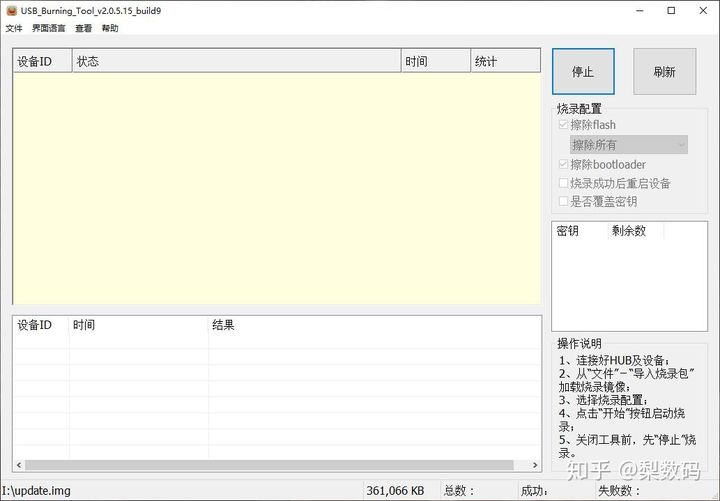 USB_Burning_Tool_v2.0.5.15_build9
文件 界面语言 查看 帮助
设备ID 状态 时间 统计
停止 刷新
烧录配置
擦除flash
擦除所有
擦除bootloader
烧录成功后重启设备
是否覆盖密钥
密钥 剩余数
设备ID 时间 结果
操作说明
1、连接好HUB及设备;
2、从“文件”－“导入烧录包”
加载烧录镜像;
3、选择烧录配置;
4、点击“开始”按钮启动烧
录;
5、关闭工具前，先“停止”烧
录。
知乎 @梨数码
I:\update.img 361,066 KB 总数： 成功： 失败数：